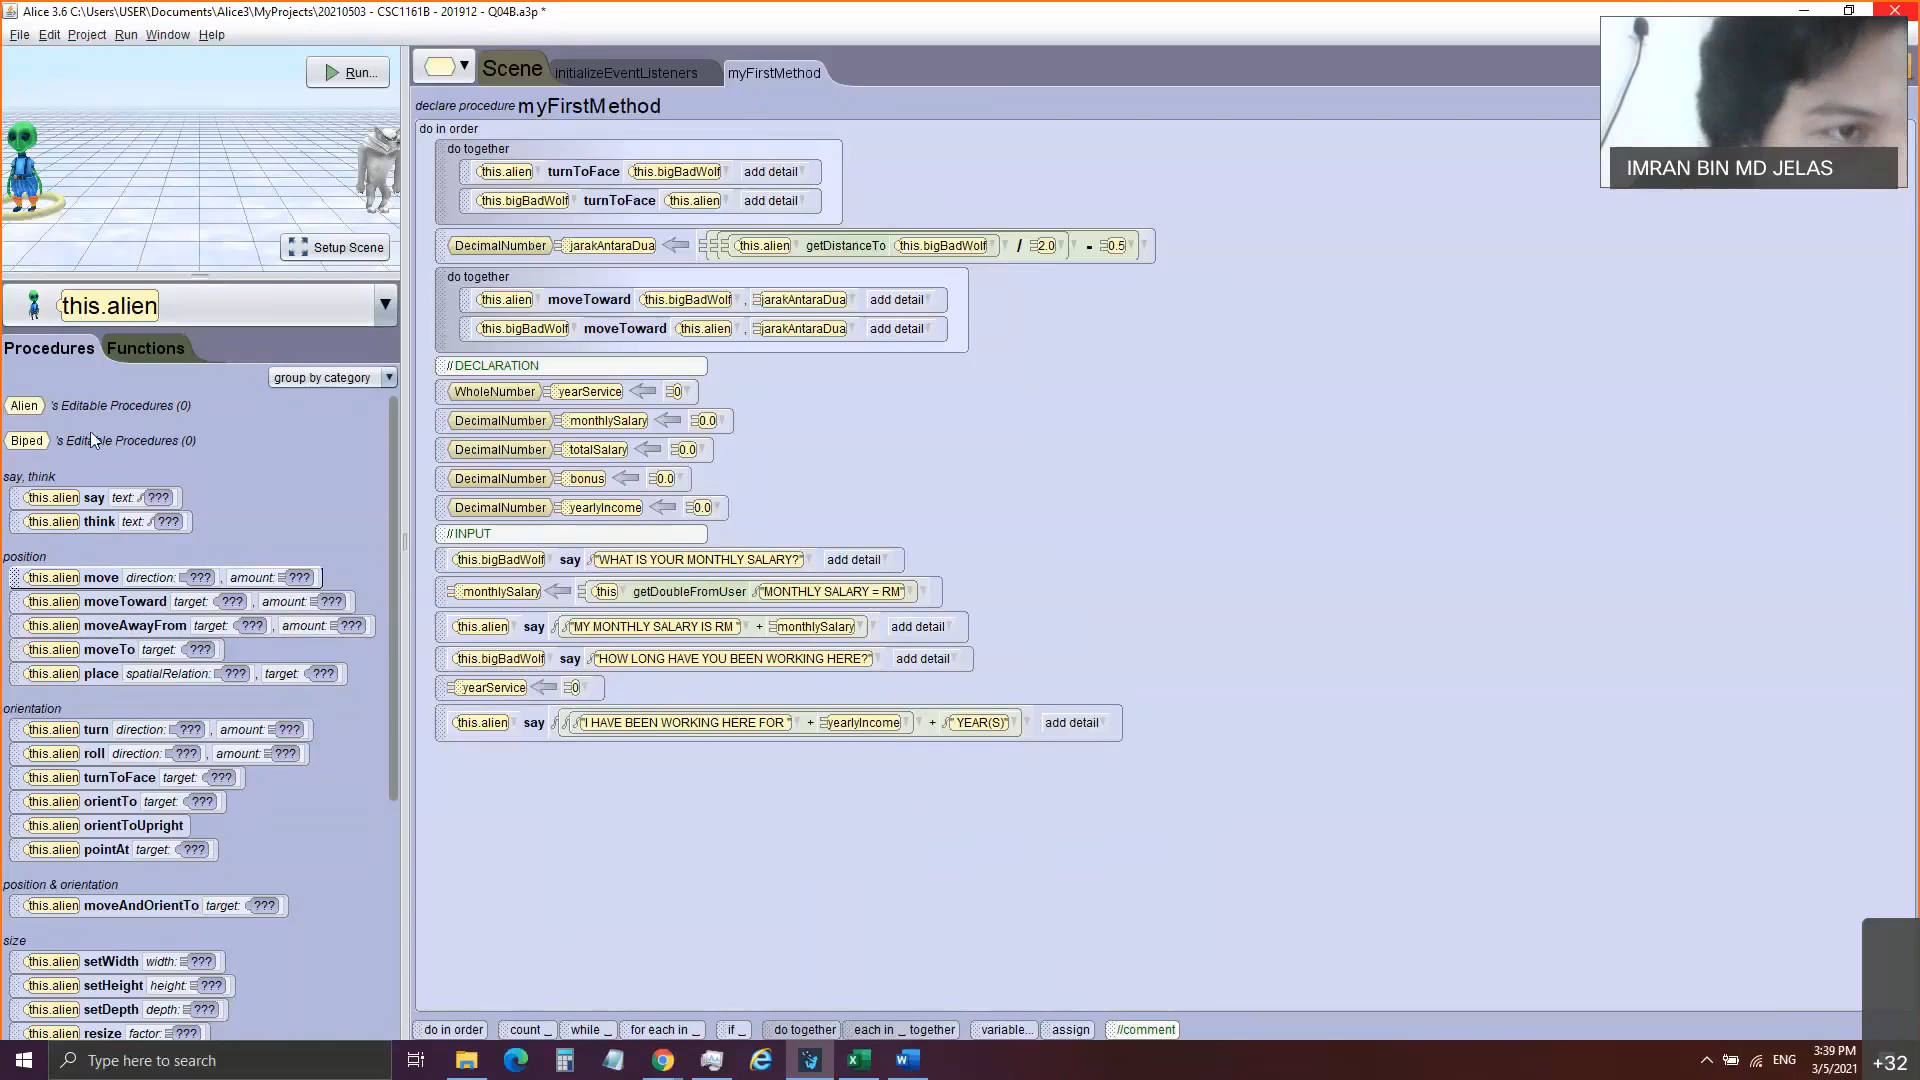 Alice 3.6 C:\Users\USER\Documents\Alice3\MyProjects\20210503 - CSC1161B - 201912 - Q04B.a3p *
File Edit Project Run Window Help
Run...
Setup Scene
this.alien
Procedures Functions
group by category
Alien 's Editable Procedures (0)
Biped 's Editable Procedures (0)
say, think
this.alien say text: ???
this.alien think text: ???
position
this.alien move direction: ??? , amount: ???
this.alien moveToward target: ??? , amount: ???
this.alien moveAwayFrom target: ??? , amount: ???
this.alien moveTo target: ???
this.alien place spatialRelation: ??? , target: ???
orientation
this.alien turn direction: ??? , amount: ???
this.alien roll direction: ??? , amount: ???
this.alien turnToFace target: ???
this.alien orientTo target: ???
this.alien orientToUpright
this.alien pointAt target: ???
position & orientation
this.alien moveAndOrientTo target: ???
size
this.alien setWidth width: ???
this.alien setHeight height: ???
this.alien setDepth depth: ???
this.alien resize factor: ???
Scene initializeEventListeners myFirstMethod
declare procedure myFirstMethod
do in order
do together
this.alien turnToFace this.bigBadWolf add detail
this.bigBadWolf turnToFace this.alien add detail
DecimalNumber jarakAntaraDua this.alien getDistanceTo this.bigBadWolf / 2.0 - 0.5
do together
this.alien moveToward this.bigBadWolf , jarakAntaraDua add detail
this.bigBadWolf moveToward this.alien , jarakAntaraDua add detail
//DECLARATION
WholeNumber yearService 0
DecimalNumber monthlySalary 0.0
DecimalNumber totalSalary 0.0
DecimalNumber bonus 0.0
DecimalNumber yearlyIncome 0.0
//INPUT
this.bigBadWolf say "WHAT IS YOUR MONTHLY SALARY?" add detail
monthlySalary this getDoubleFromUser "MONTHLY SALARY = RM"
this.alien say "MY MONTHLY SALARY IS RM " + monthlySalary add detail
this.bigBadWolf say "HOW LONG HAVE YOU BEEN WORKING HERE?" add detail
yearService 0
this.alien say "I HAVE BEEN WORKING HERE FOR " + yearlyIncome + " YEAR(S)" add detail
do in order count _ while _ for each in _ if _ do together each in _ together variable... assign //comment
IMRAN BIN MD JELAS
Type here to search
ENG
3:39 PM
3/5/2021
+32